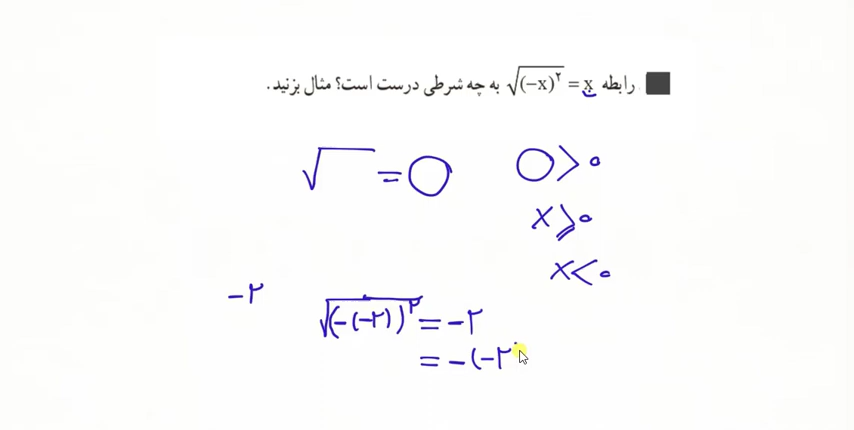 رابطه √(−x)^۲ = x به چه شرطی درست است؟ مثال بزنید.
√ = ○ ○ > ۰
x ⩾ ۰
x < ۰
−۲
√(−(−۲))^۲ = −۲
= −(−۲